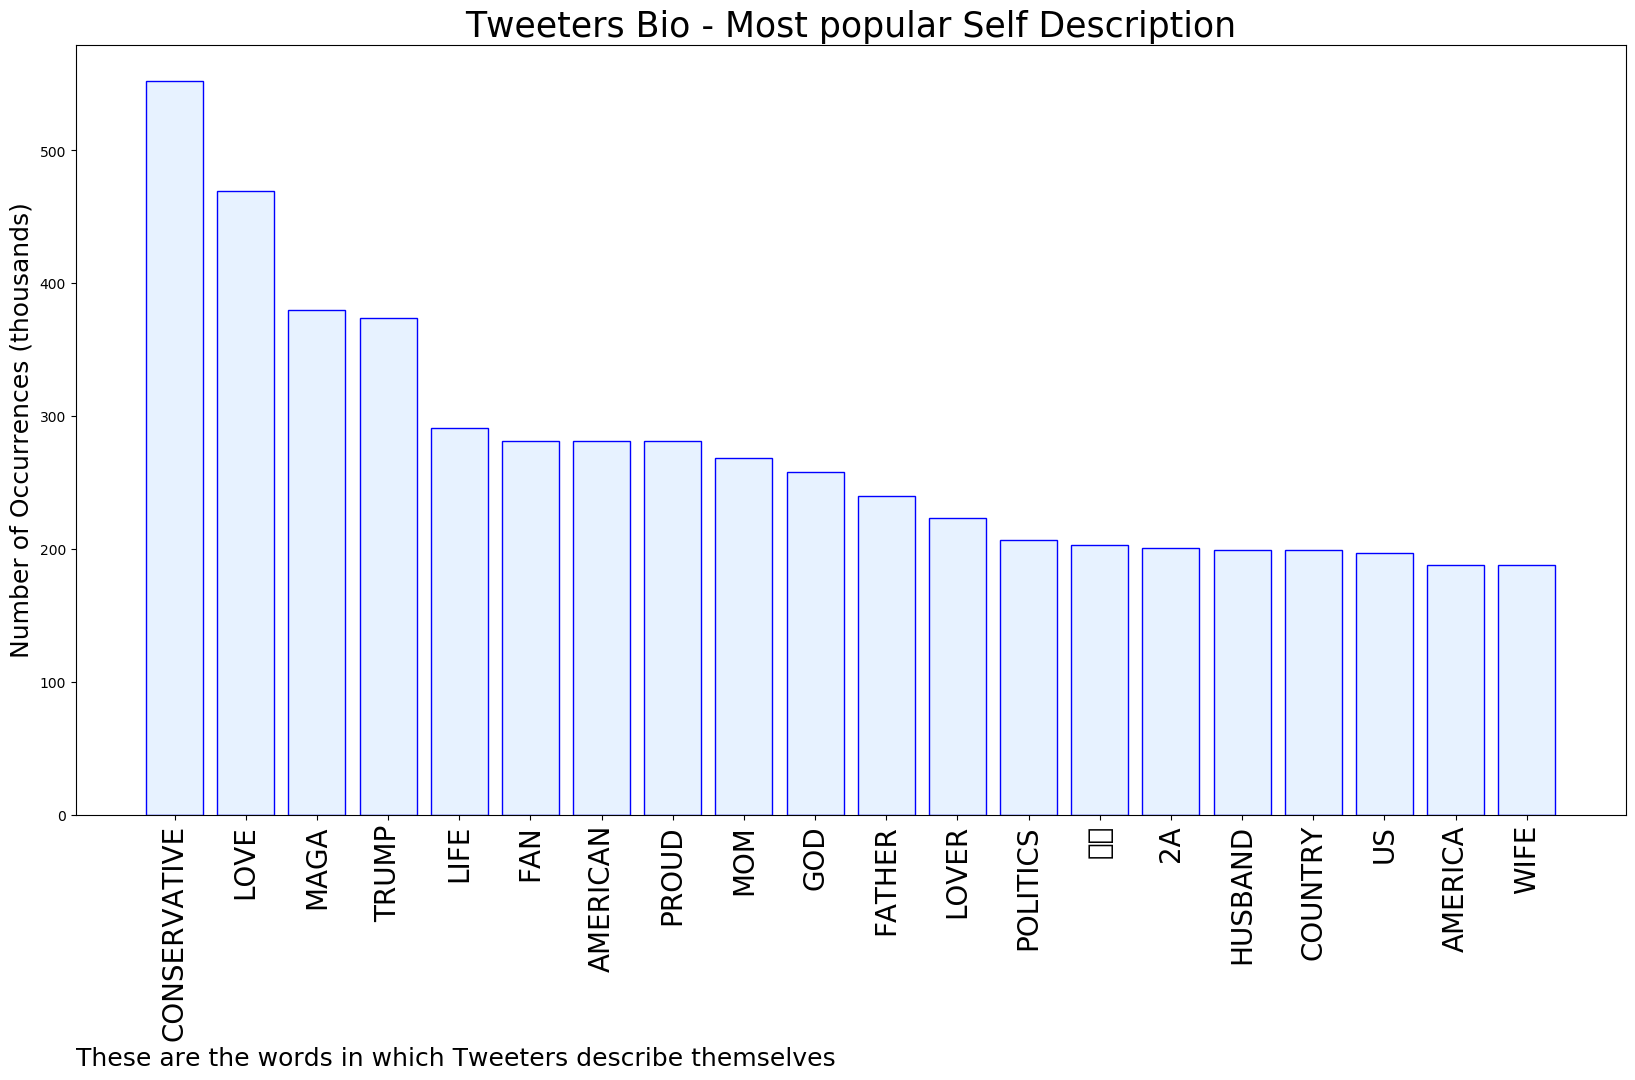 Tweeters Bio - Most popular Self Description
Number of Occurrences (thousands)
500
400
300
200
100
0
CONSERVATIVE
LOVE
MAGA
TRUMP
LIFE
FAN
AMERICAN
PROUD
MOM
GOD
FATHER
LOVER
POLITICS
2A
HUSBAND
COUNTRY
US
AMERICA
WIFE
These are the words in which Tweeters describe themselves